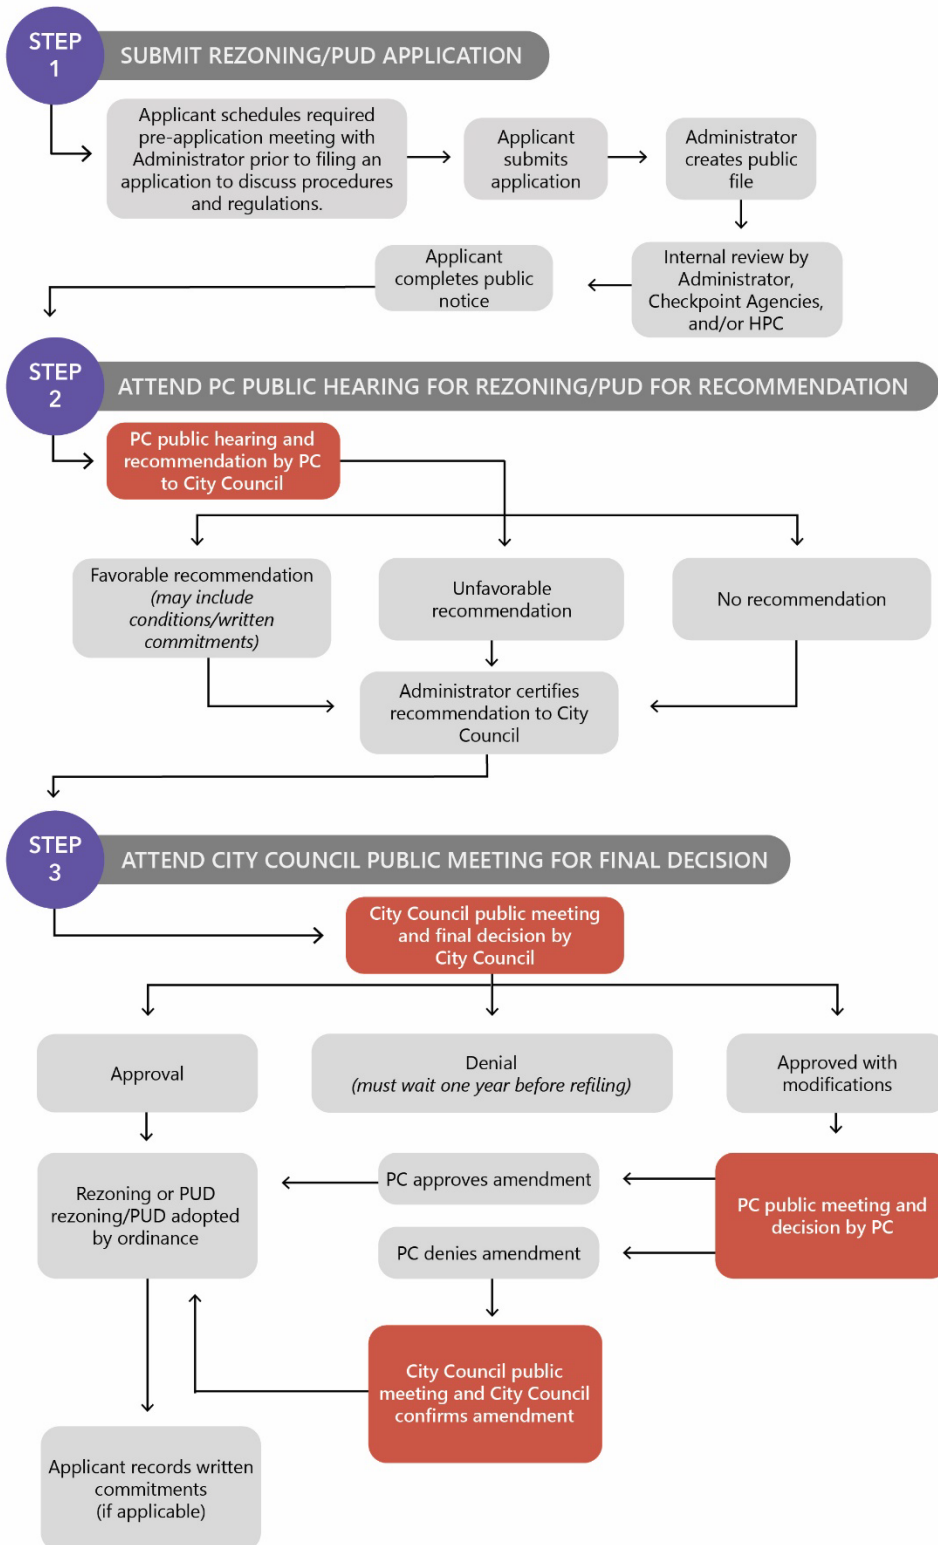 STEP
1
SUBMIT REZONING/PUD APPLICATION
Applicant schedules required
pre-application meeting with
Administrator prior to filing an
application to discuss procedures
and regulations.
Applicant
submits
application
Administrator
creates public
file
Internal review by
Administrator,
Checkpoint Agencies,
and/or HPC
Applicant
completes public
notice
STEP
2
ATTEND PC PUBLIC HEARING FOR REZONING/PUD FOR RECOMMENDATION
PC public hearing and
recommendation by PC
to City Council
Favorable recommendation
(may include
conditions/written
commitments)
Unfavorable
recommendation
No recommendation
Administrator certifies
recommendation to City
Council
STEP
3
ATTEND CITY COUNCIL PUBLIC MEETING FOR FINAL DECISION
City Council public meeting
and final decision by
City Council
Approval
Denial
(must wait one year before refiling)
Approved with
modifications
Rezoning or PUD
rezoning/PUD adopted
by ordinance
PC approves amendment
PC public meeting and
decision by PC
PC denies amendment
City Council public
meeting and City Council
confirms amendment
Applicant records written
commitments
(if applicable)